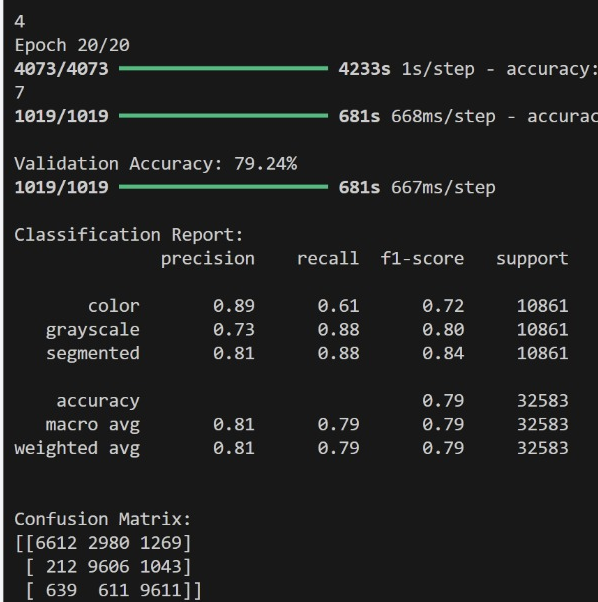 4
Epoch 20/20
4073/4073 4233s 1s/step - accuracy:
7
1019/1019 681s 668ms/step - accurac
Validation Accuracy: 79.24%
1019/1019 681s 667ms/step
Classification Report:
precision recall f1-score support
color 0.89 0.61 0.72 10861
grayscale 0.73 0.88 0.80 10861
segmented 0.81 0.88 0.84 10861
accuracy 0.79 32583
macro avg 0.81 0.79 0.79 32583
weighted avg 0.81 0.79 0.79 32583
Confusion Matrix:
[[6612 2980 1269]
[ 212 9606 1043]
[ 639 611 9611]]